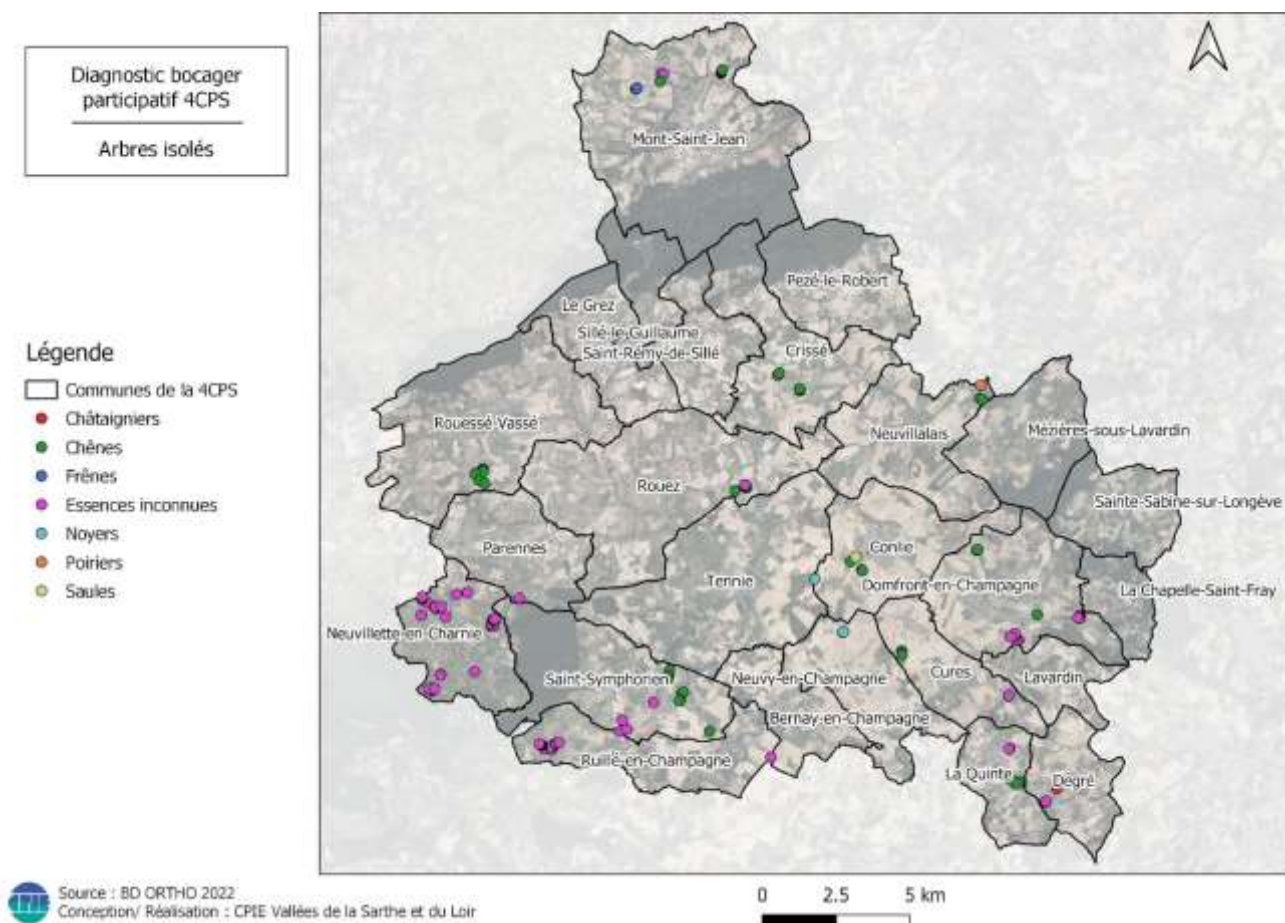 Diagnostic bocager
participatif 4CPS
Arbres isolés
Légende
Communes de la 4CPS
Châtaigniers
Chênes
Frênes
Essences inconnues
Noyers
Poiriers
Saules
Mont-Saint-Jean
Pezé-le-Robert
Le Grez
Sillé-le-Guillaume
Saint-Rémy-de-Sillé
Crissé
Rouessé-Vassé
Neuvillalais
Mézières-sous-Lavardin
Rouez
Sainte-Sabine-sur-Longève
Parennes
Conlie
Tennie
Domfront-en-Champagne
La Chapelle-Saint-Fray
Neuvillette-en-Charnie
Saint-Symphorien
Neuvy-en-Champagne
Cures
Lavardin
Bernay-en-Champagne
Ruillé-en-Champagne
La Quinte
Degré
CPIE
Source : BD ORTHO 2022
Conception/ Réalisation : CPIE Vallées de la Sarthe et du Loir
0 2.5 5 km